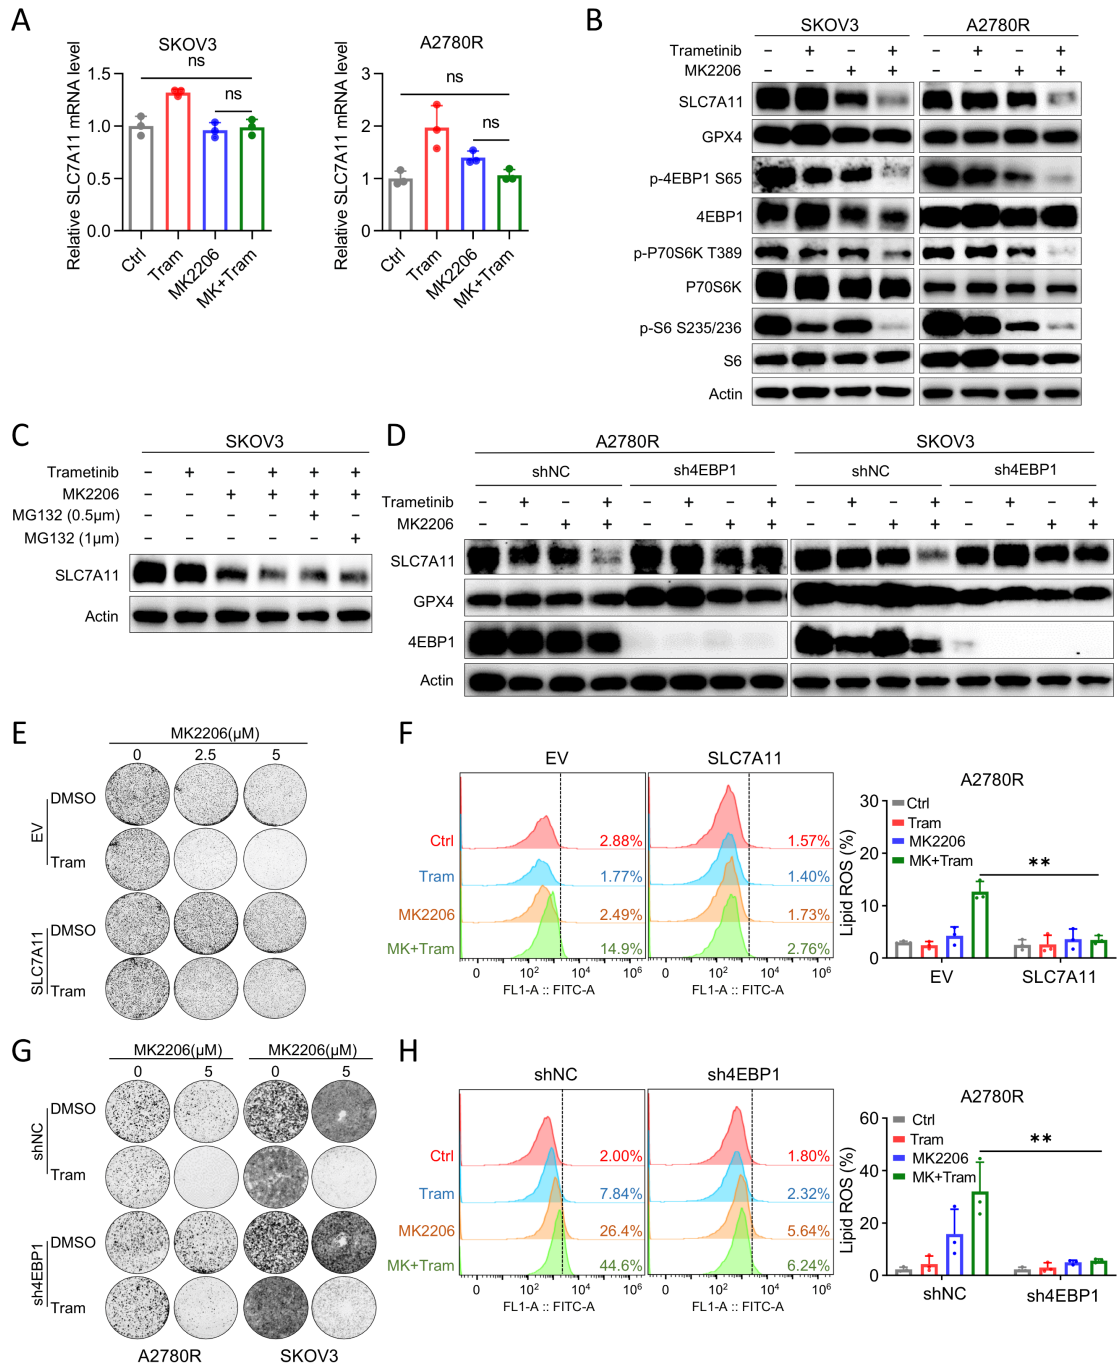 A
SKOV3
Relative SLC7A11 mRNA level
1.5
1.0
0.5
0.0
ns
ns
Ctrl
Tram
MK2206
MK+Tram
A2780R
Relative SLC7A11 mRNA level
3
2
1
0
ns
ns
Ctrl
Tram
MK2206
MK+Tram
B
SKOV3 A2780R
Trametinib − + − + − + − +
MK2206 − − + + − − + +
SLC7A11
GPX4
p-4EBP1 S65
4EBP1
p-P70S6K T389
P70S6K
p-S6 S235/236
S6
Actin
C
SKOV3
Trametinib − + − + + +
MK2206 − − + + + +
MG132 (0.5μm) − − − − + −
MG132 (1μm) − − − − − +
SLC7A11
Actin
D
A2780R SKOV3
shNC sh4EBP1 shNC sh4EBP1
Trametinib − + − + − + − + − + − + − + − +
MK2206 − − + + − − + + − − + + − − + +
SLC7A11
GPX4
4EBP1
Actin
E
MK2206(μM)
0 2.5 5
EV
DMSO
Tram
SLC7A11
DMSO
Tram
F
EV SLC7A11
Ctrl 2.88% 1.57%
Tram 1.77% 1.40%
MK2206 2.49% 1.73%
MK+Tram 14.9% 2.76%
0 10² 10⁴ 10⁶ 0 10² 10⁴ 10⁶
FL1-A :: FITC-A FL1-A :: FITC-A
A2780R
Lipid ROS (%)
30
20
10
0
Ctrl
Tram
MK2206
MK+Tram
**
EV SLC7A11
G
MK2206(μM) MK2206(μM)
0 5 0 5
shNC
DMSO
Tram
sh4EBP1
DMSO
Tram
A2780R SKOV3
H
shNC sh4EBP1
Ctrl 2.00% 1.80%
Tram 7.84% 2.32%
MK2206 26.4% 5.64%
MK+Tram 44.6% 6.24%
0 10² 10⁴ 10⁶ 0 10² 10⁴ 10⁶
FL1-A :: FITC-A FL1-A :: FITC-A
A2780R
Lipid ROS (%)
60
40
20
0
Ctrl
Tram
MK2206
MK+Tram
**
shNC sh4EBP1